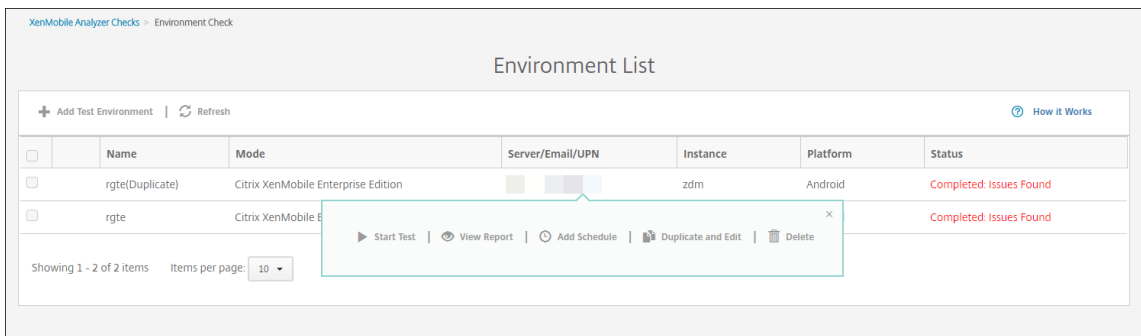 XenMobile Analyzer Checks > Environment Check
Environment List
Add Test Environment | Refresh
How it Works
Name Mode Server/Email/UPN Instance Platform Status
rgte(Duplicate) Citrix XenMobile Enterprise Edition zdm Android Completed: Issues Found
rgte Citrix XenMobile E Completed: Issues Found
Start Test | View Report | Add Schedule | Duplicate and Edit | Delete
Showing 1 - 2 of 2 items Items per page: 10